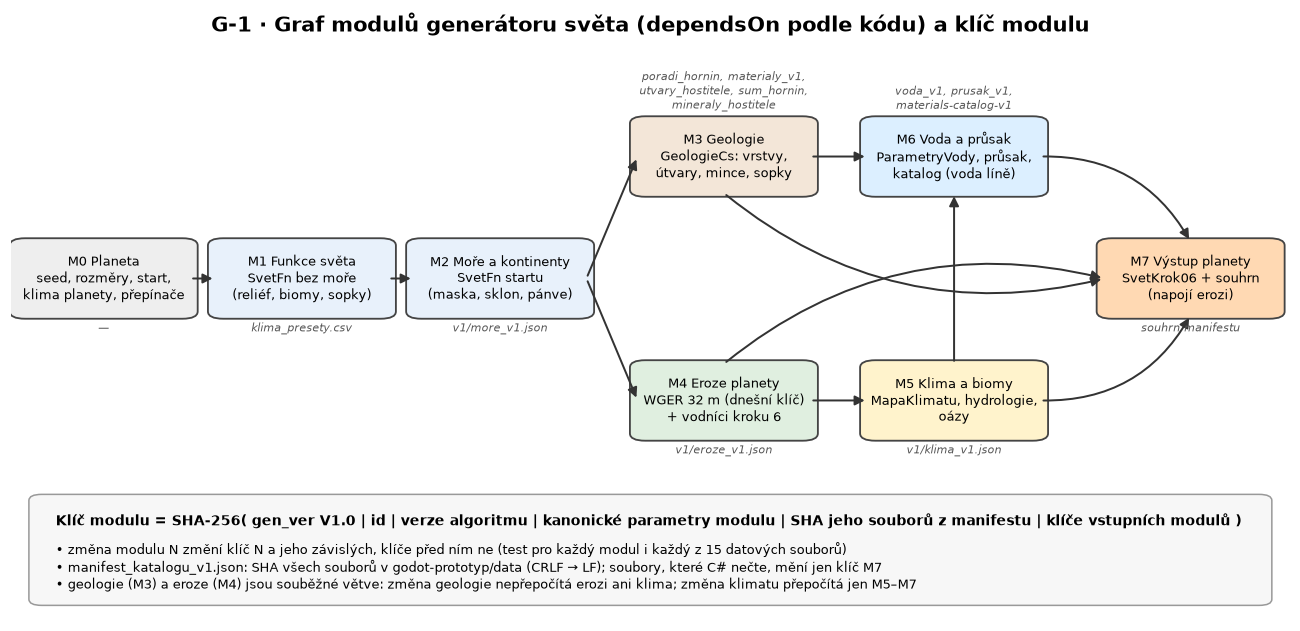 G-1 · Graf modulů generátoru světa (dependsOn podle kódu) a klíč modulu
poradi_hornin, materialy_v1,
utvary_hostitele, sum_hornin,
mineraly_hostitele
voda_v1, prusak_v1,
materials-catalog-v1
M3 Geologie
GeologieCs: vrstvy,
útvary, mince, sopky
M6 Voda a průsak
ParametryVody, průsak,
katalog (voda líně)
M0 Planeta
seed, rozměry, start,
klima planety, přepínače
—
M1 Funkce světa
SvetFn bez moře
(reliéf, biomy, sopky)
klima_presety.csv
M2 Moře a kontinenty
SvetFn startu
(maska, sklon, pánve)
v1/more_v1.json
M7 Výstup planety
SvetKrok06 + souhrn
(napojí erozi)
souhrn manifestu
M4 Eroze planety
WGER 32 m (dnešní klíč)
+ vodníci kroku 6
v1/eroze_v1.json
M5 Klima a biomy
MapaKlimatu, hydrologie,
oázy
v1/klima_v1.json
Klíč modulu = SHA-256( gen_ver V1.0 | id | verze algoritmu | kanonické parametry modulu | SHA jeho souborů z manifestu | klíče vstupních modulů )
• změna modulu N změní klíč N a jeho závislých, klíče před ním ne (test pro každý modul i každý z 15 datových souborů)
• manifest_katalogu_v1.json: SHA všech souborů v godot-prototyp/data (CRLF → LF); soubory, které C# nečte, mění jen klíč M7
• geologie (M3) a eroze (M4) jsou souběžné větve: změna geologie nepřepočítá erozi ani klima; změna klimatu přepočítá jen M5–M7